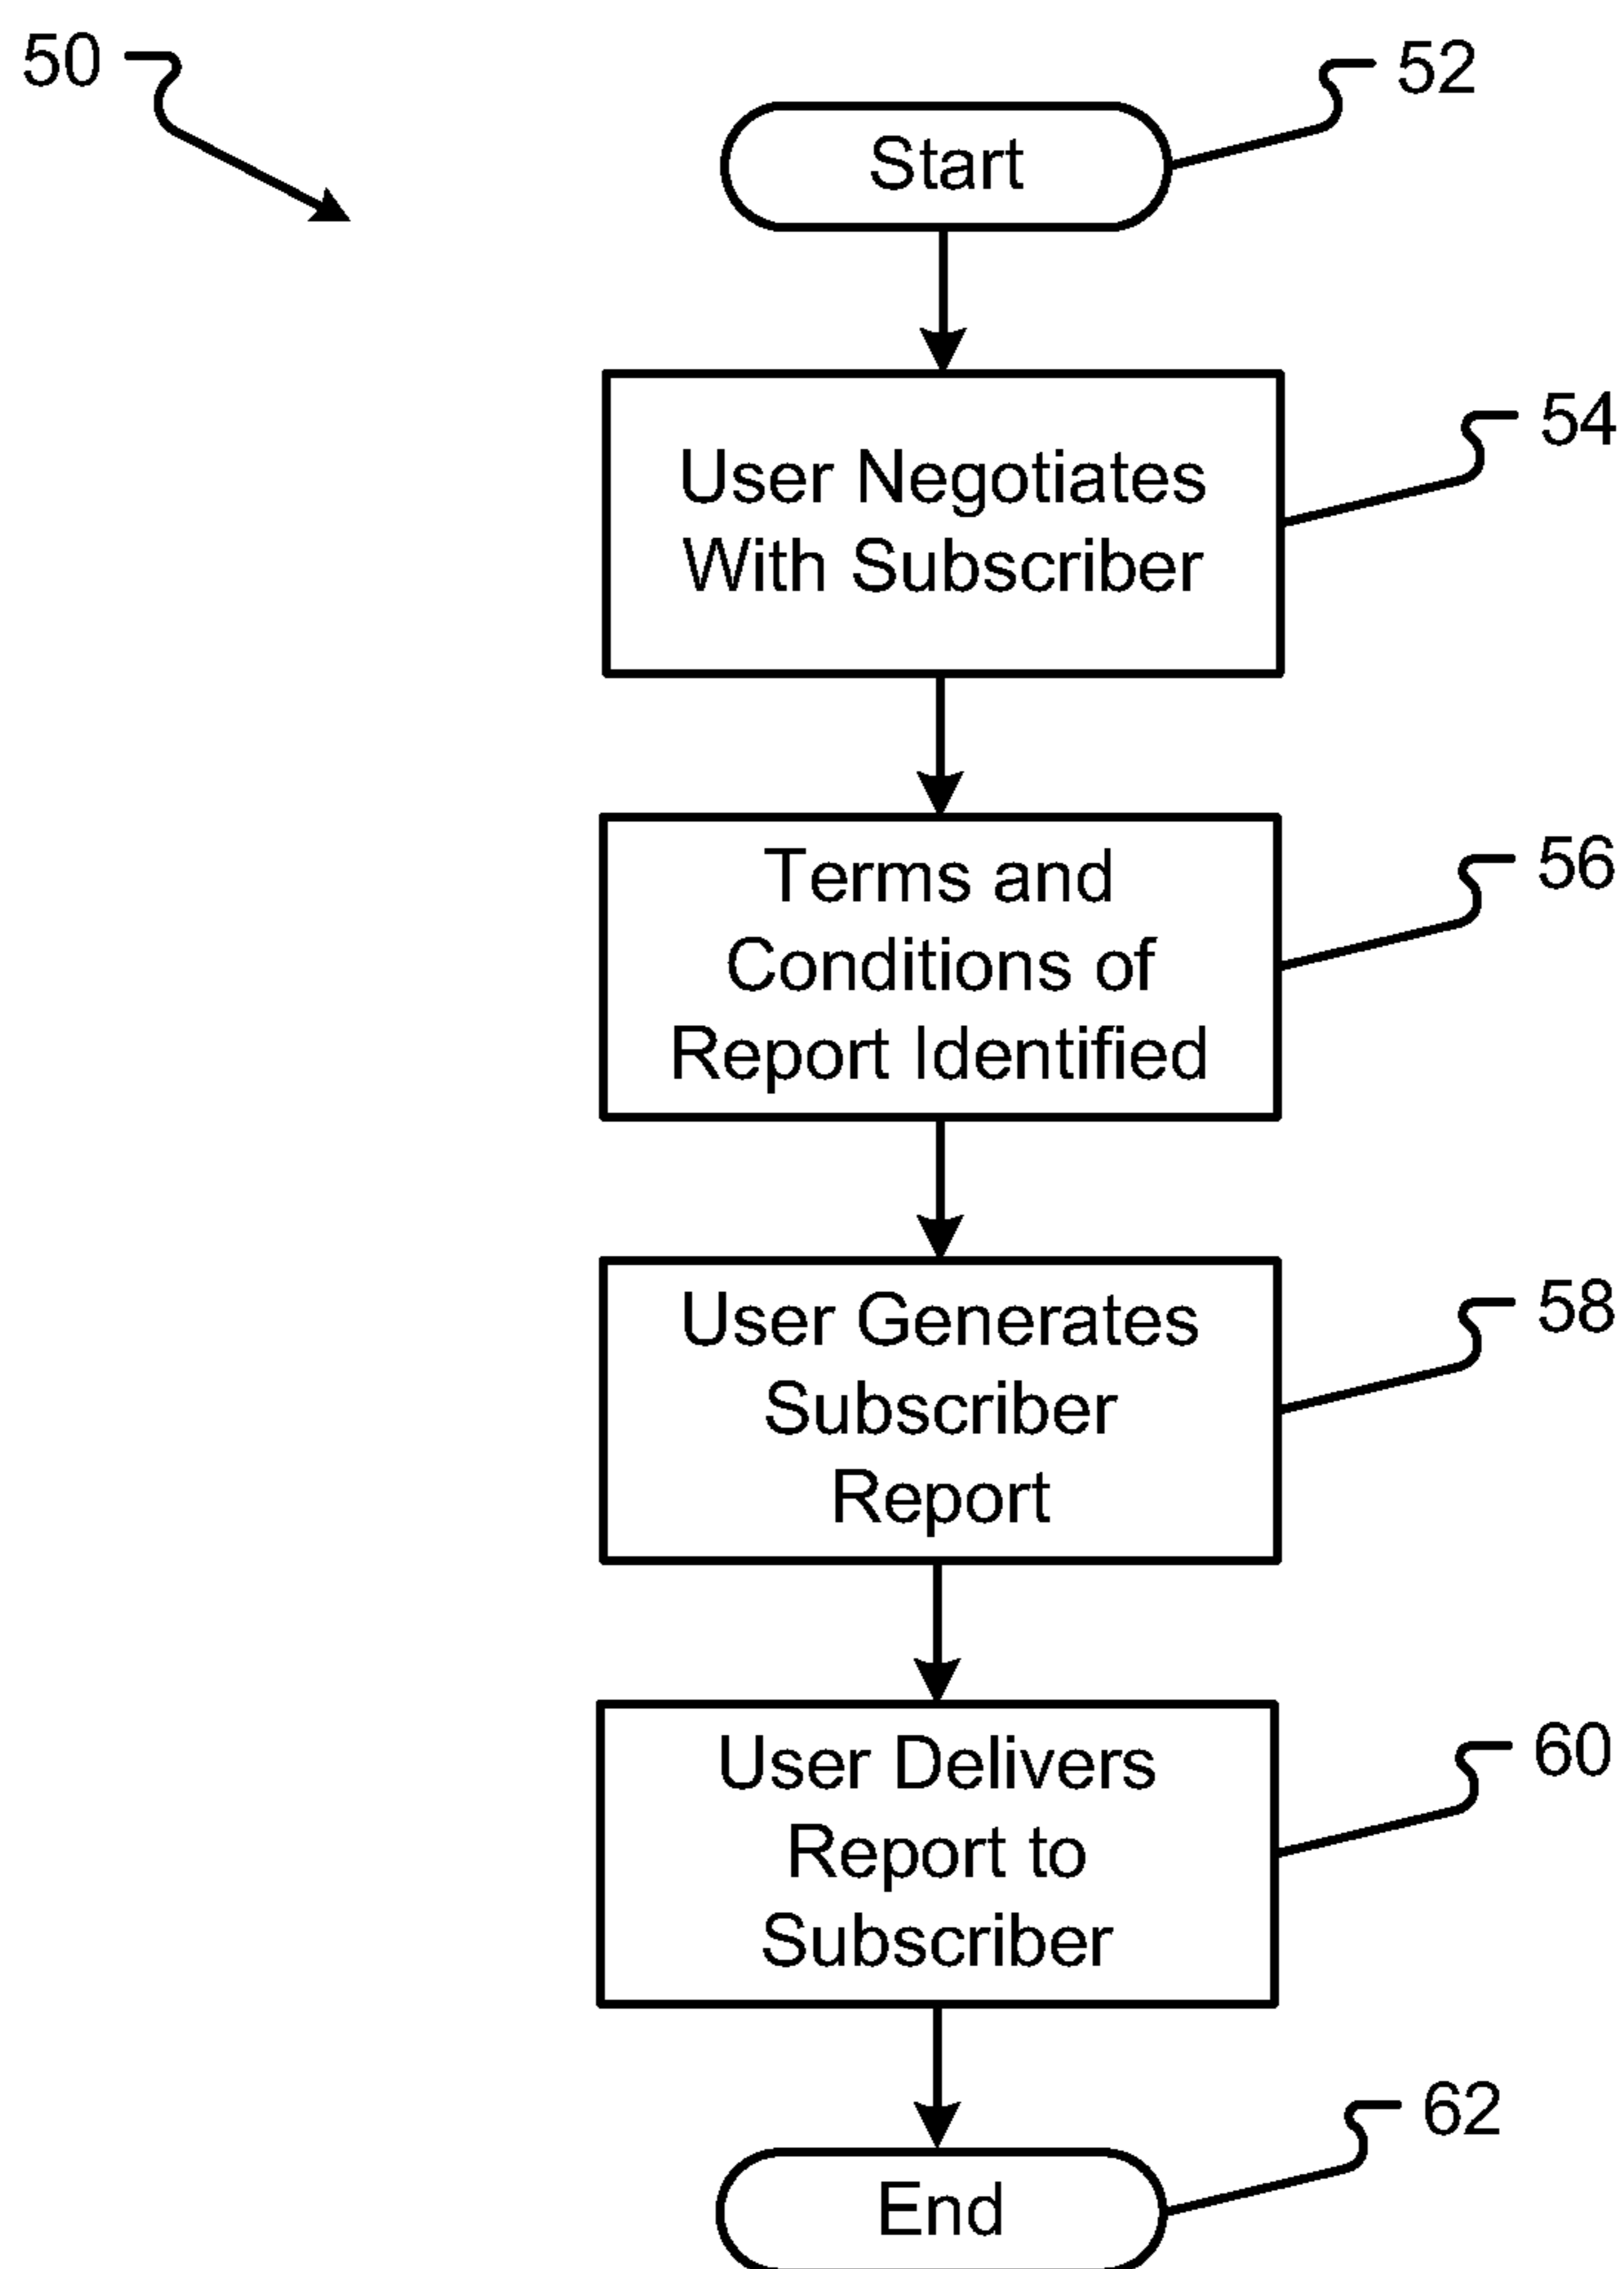 50
52
Start
54
User Negotiates
With Subscriber
56
Terms and
Conditions of
Report Identified
58
User Generates
Subscriber
Report
60
User Delivers
Report to
Subscriber
62
End